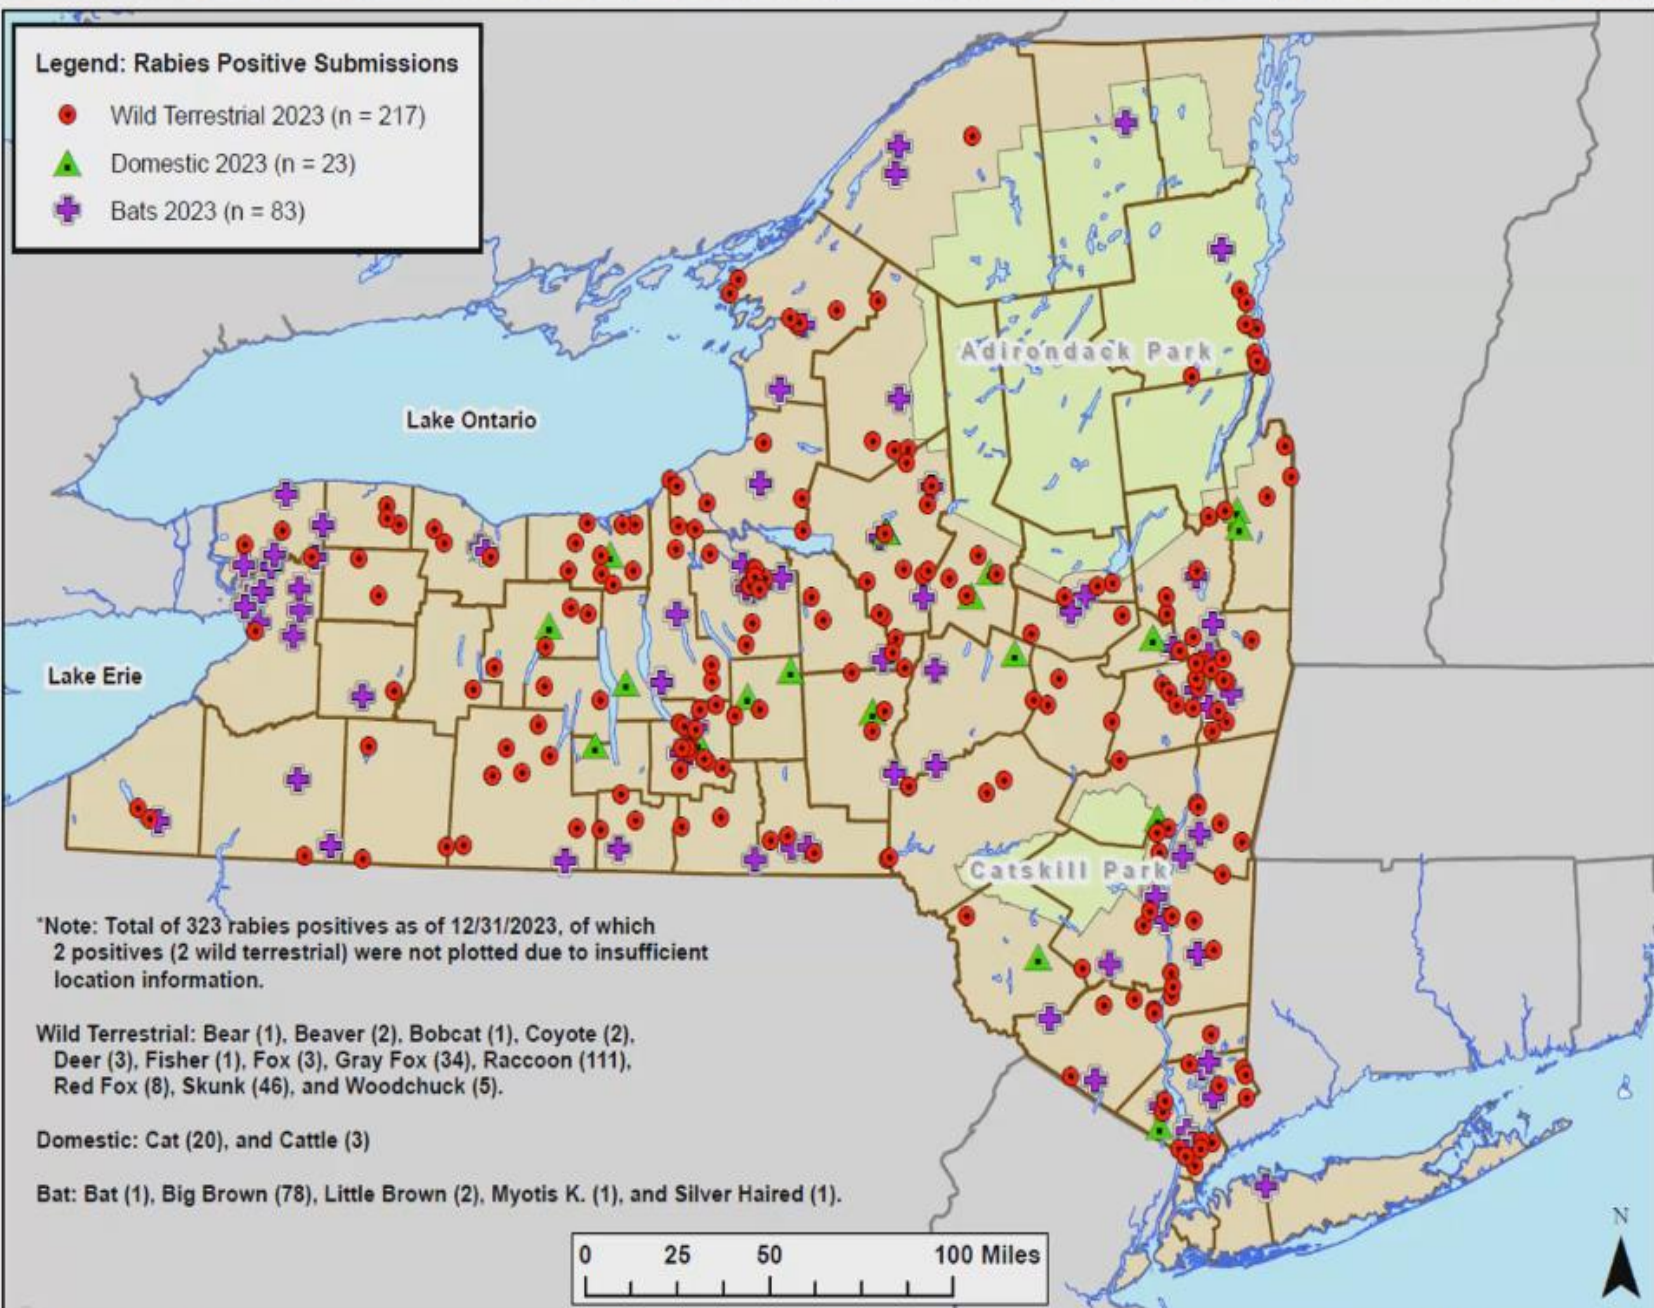 Legend: Rabies Positive Submissions
Wild Terrestrial 2023 (n = 217)
Domestic 2023 (n = 23)
Bats 2023 (n = 83)
Adirondack Park
Lake Ontario
Lake Erie
Catskill Park
*Note: Total of 323 rabies positives as of 12/31/2023, of which
2 positives (2 wild terrestrial) were not plotted due to insufficient
location information.
Wild Terrestrial: Bear (1), Beaver (2), Bobcat (1), Coyote (2),
Deer (3), Fisher (1), Fox (3), Gray Fox (34), Raccoon (111),
Red Fox (8), Skunk (46), and Woodchuck (5).
Domestic: Cat (20), and Cattle (3)
Bat: Bat (1), Big Brown (78), Little Brown (2), Myotis K. (1), and Silver Haired (1).
0 25 50 100 Miles
N